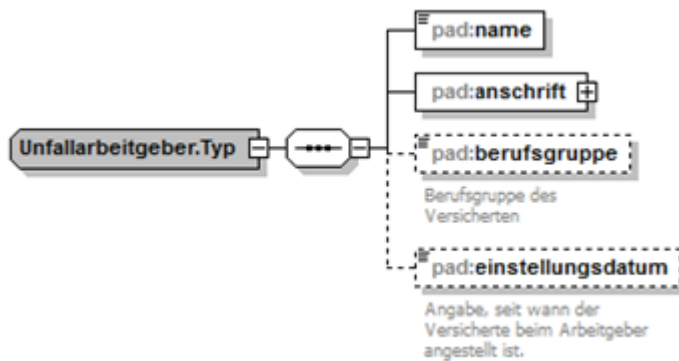 pad:name
pad:anschrift
Unfallarbeitgeber.Typ
pad:berufsgruppe
Berufsgruppe des
Versicherten
pad:einstellungsdatum
Angabe, seit wann der
Versicherte beim Arbeitgeber
angestellt ist.